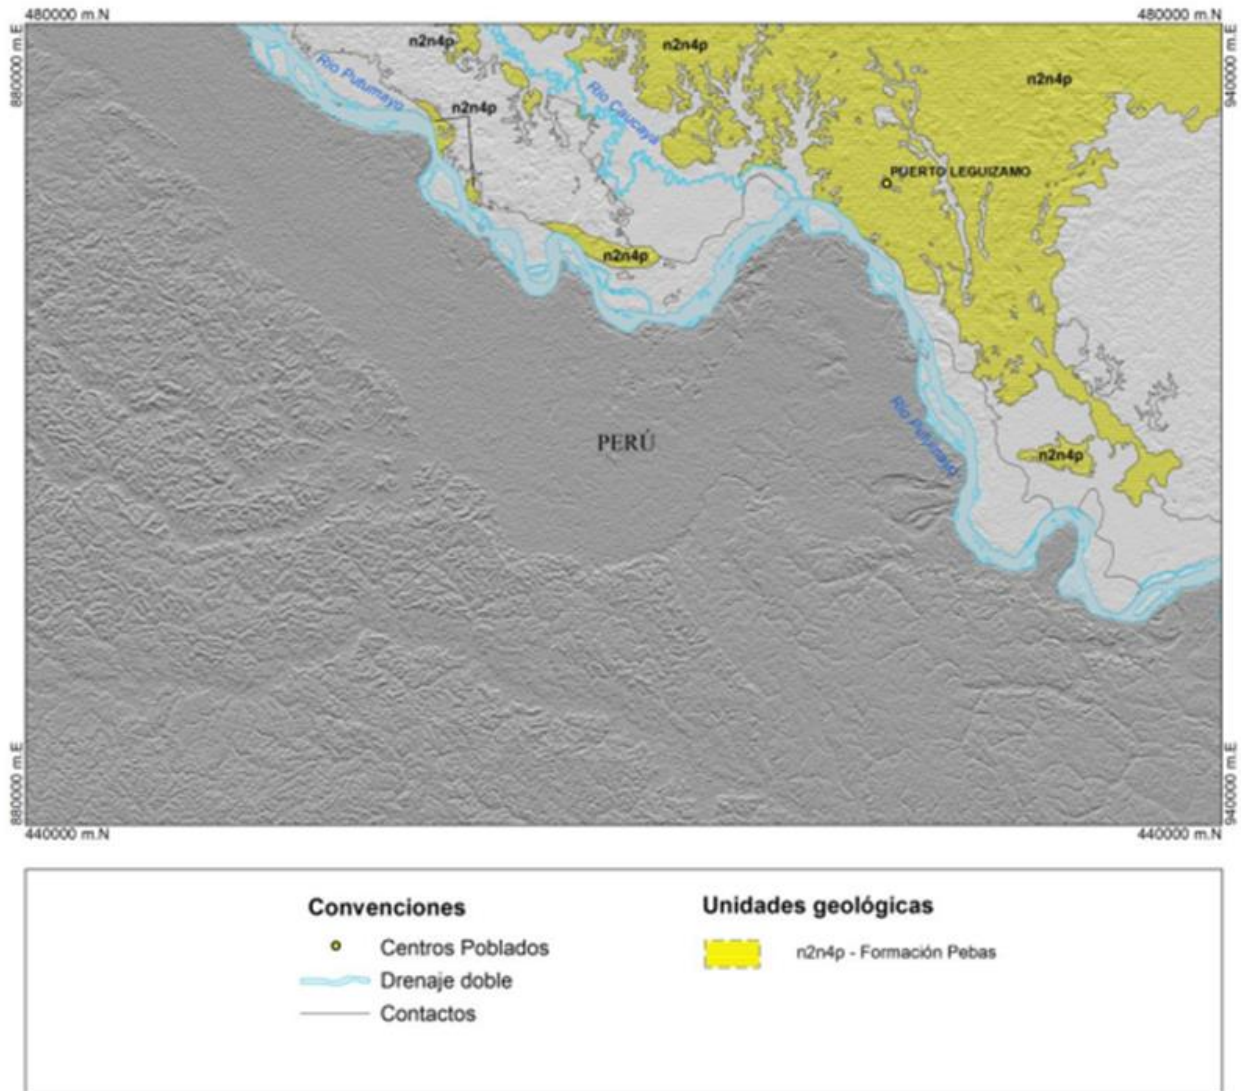 480000 m.N
480000 m.N
880000 m.E
940000 m.E
n2n4p
n2n4p
n2n4p
Río Putumayo
n2n4p
Río Caucayá
PUERTO LEGUIZAMO
n2n4p
Río Putumayo
PERÚ
n2n4p
880000 m.E
940000 m.E
440000 m.N
440000 m.N
Convenciones
Centros Poblados
Drenaje doble
Contactos
Unidades geológicas
n2n4p - Formación Pebas